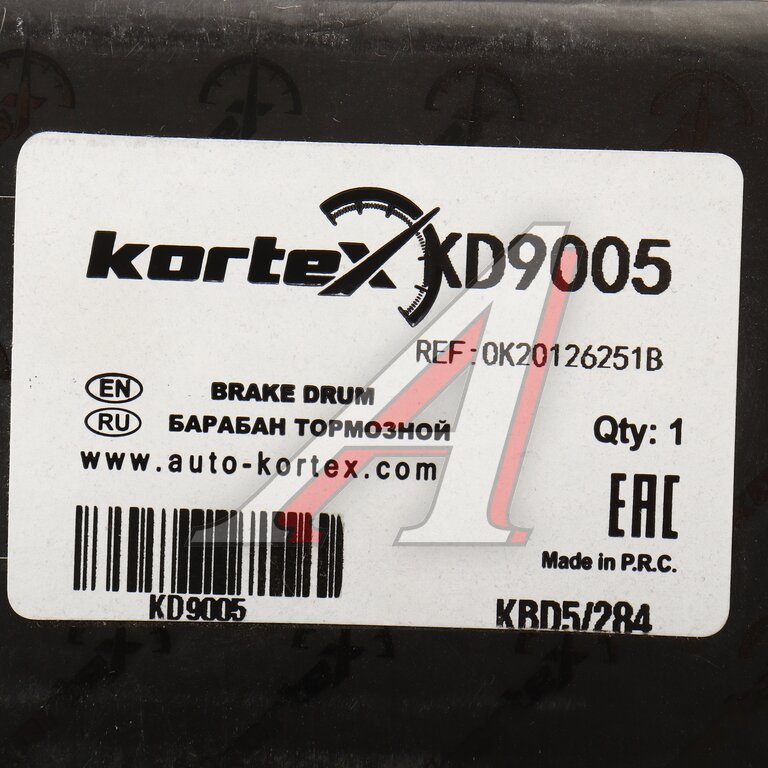 kortex KD9005
REF:0K20126251B
EN BRAKE DRUM
RU БАРАБАН ТОРМОЗНОЙ
Qty: 1
www.auto-kortex.com
EAC
Made in P.R.C.
KD9005
KBD5/284